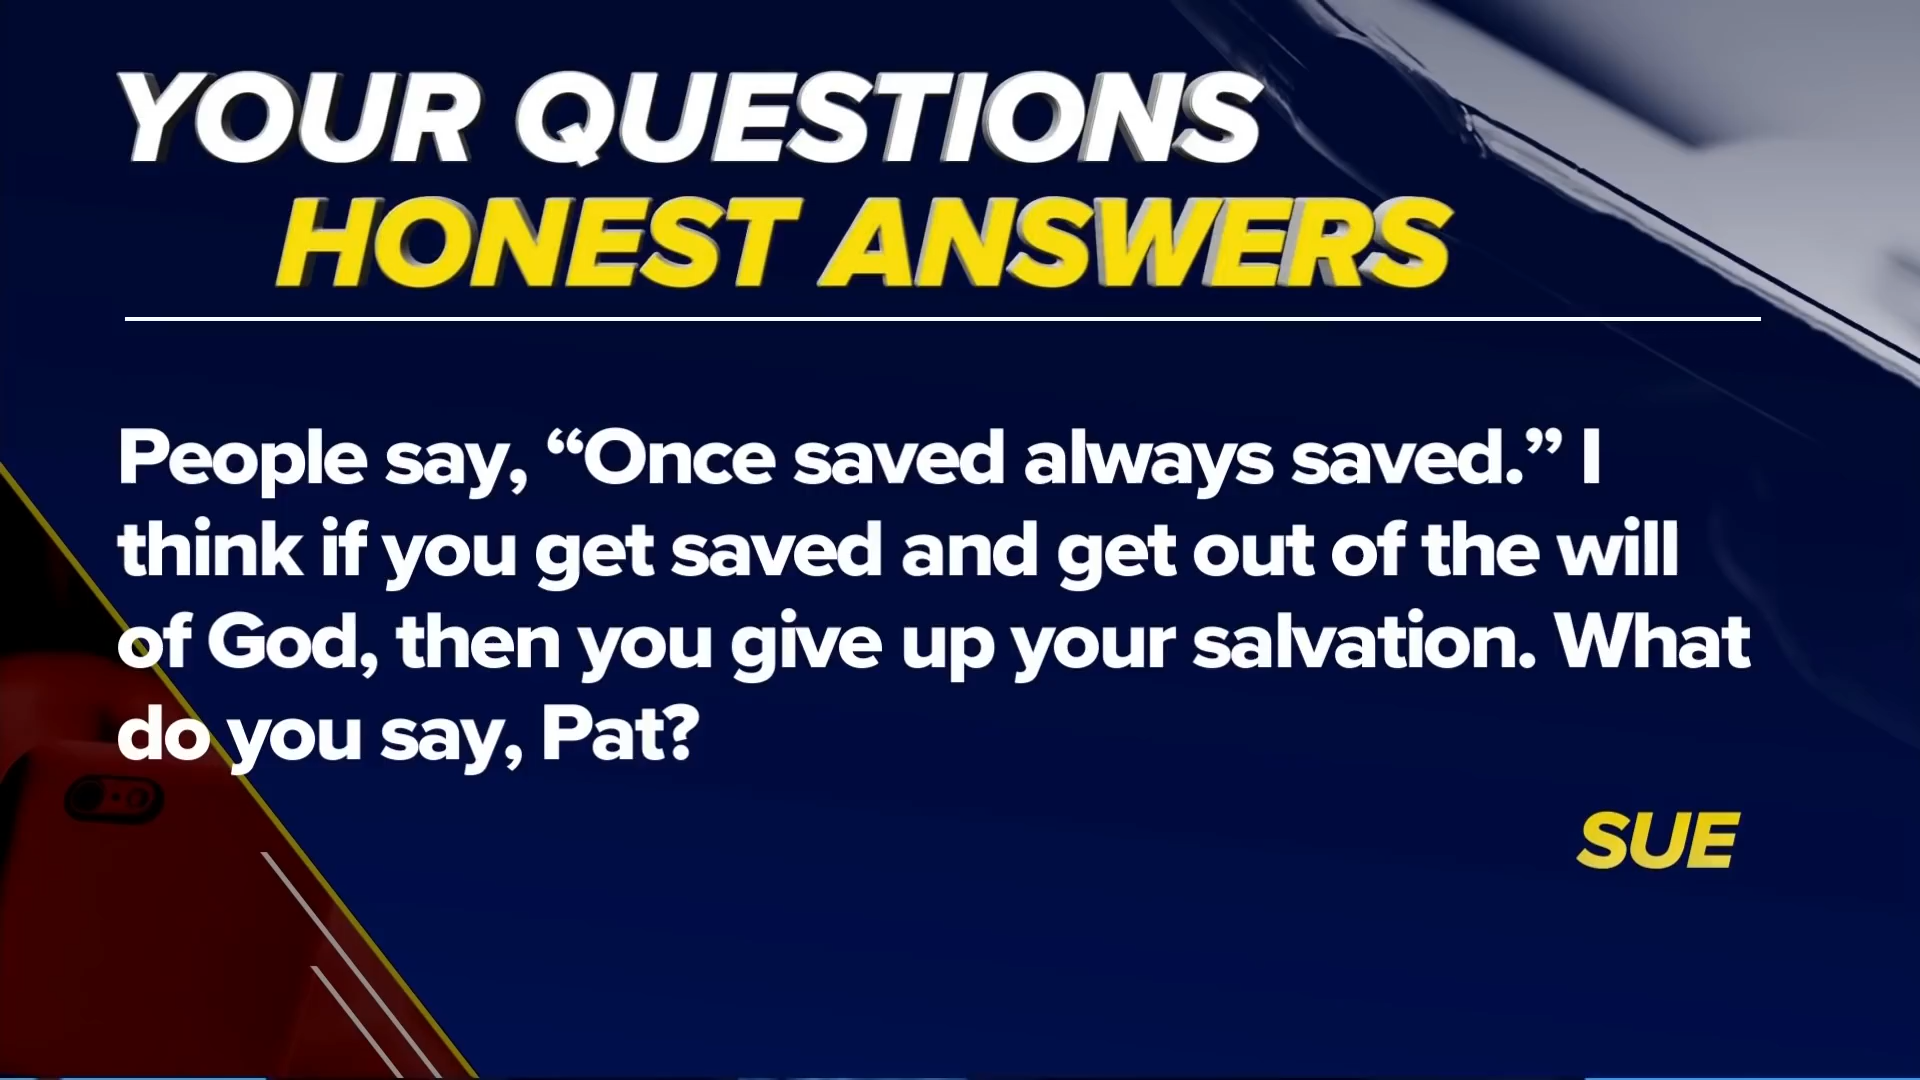 YOUR QUESTIONS
HONEST ANSWERS
People say, “Once saved always saved.” I
think if you get saved and get out of the will
of God, then you give up your salvation. What
do you say, Pat?
SUE